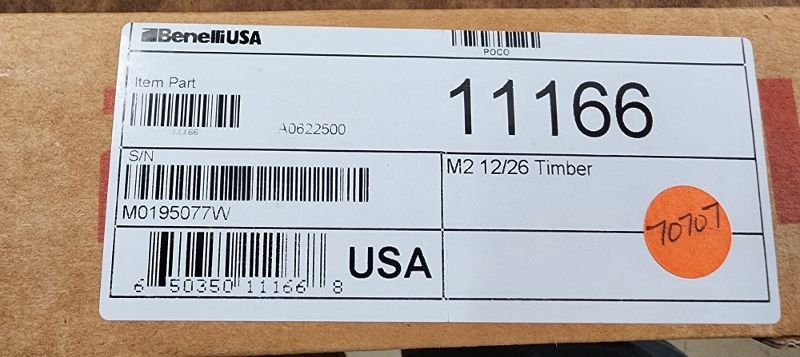 BenelliUSA
POCO
Item Part
11166
11166
A0622500
S/N
M0195077W
M2 12/26 Timber
70707
6 50350 11166 8
USA